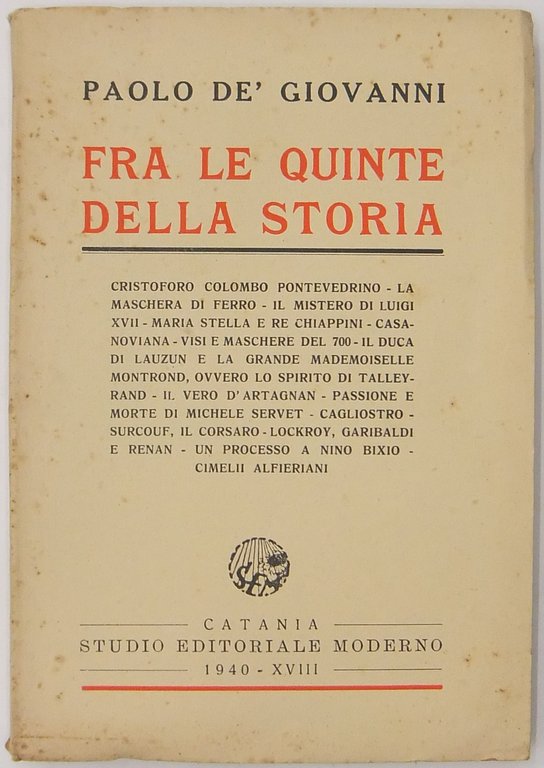 PAOLO DE' GIOVANNI
FRA LE QUINTE
DELLA STORIA
CRISTOFORO COLOMBO PONTEVEDRINO - LA
MASCHERA DI FERRO - IL MISTERO DI LUIGI
XVII - MARIA STELLA E RE CHIAPPINI - CASA-
NOVIANA - VISI E MASCHERE DEL 700 - IL DUCA
DI LAUZUN E LA GRANDE MADEMOISELLE
MONTROND, OVVERO LO SPIRITO DI TALLEY-
RAND - IL VERO D'ARTAGNAN - PASSIONE E
MORTE DI MICHELE SERVET - CAGLIOSTRO -
SURCOUF, IL CORSARO - LOCKROY, GARIBALDI
E RENAN - UN PROCESSO A NINO BIXIO -
CIMELII ALFIERIANI
SEM
CATANIA
STUDIO EDITORIALE MODERNO
1940 - XVIII